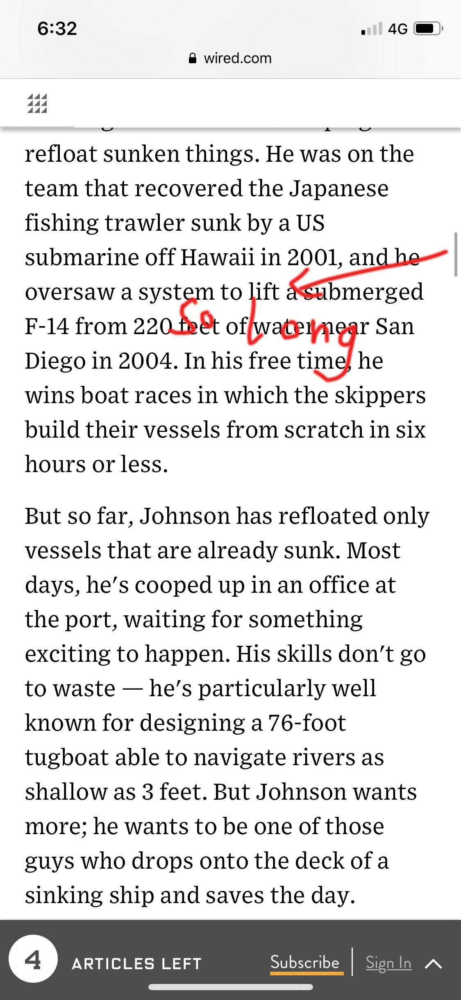 6:32
4G
wired.com
refloat sunken things. He was on the
team that recovered the Japanese
fishing trawler sunk by a US
submarine off Hawaii in 2001, and he
oversaw a system to lift a submerged
So long
F-14 from 220 feet of water near San
Diego in 2004. In his free time, he
wins boat races in which the skippers
build their vessels from scratch in six
hours or less.
But so far, Johnson has refloated only
vessels that are already sunk. Most
days, he's cooped up in an office at
the port, waiting for something
exciting to happen. His skills don't go
to waste — he's particularly well
known for designing a 76-foot
tugboat able to navigate rivers as
shallow as 3 feet. But Johnson wants
more; he wants to be one of those
guys who drops onto the deck of a
sinking ship and saves the day.
4 ARTICLES LEFT Subscribe Sign In